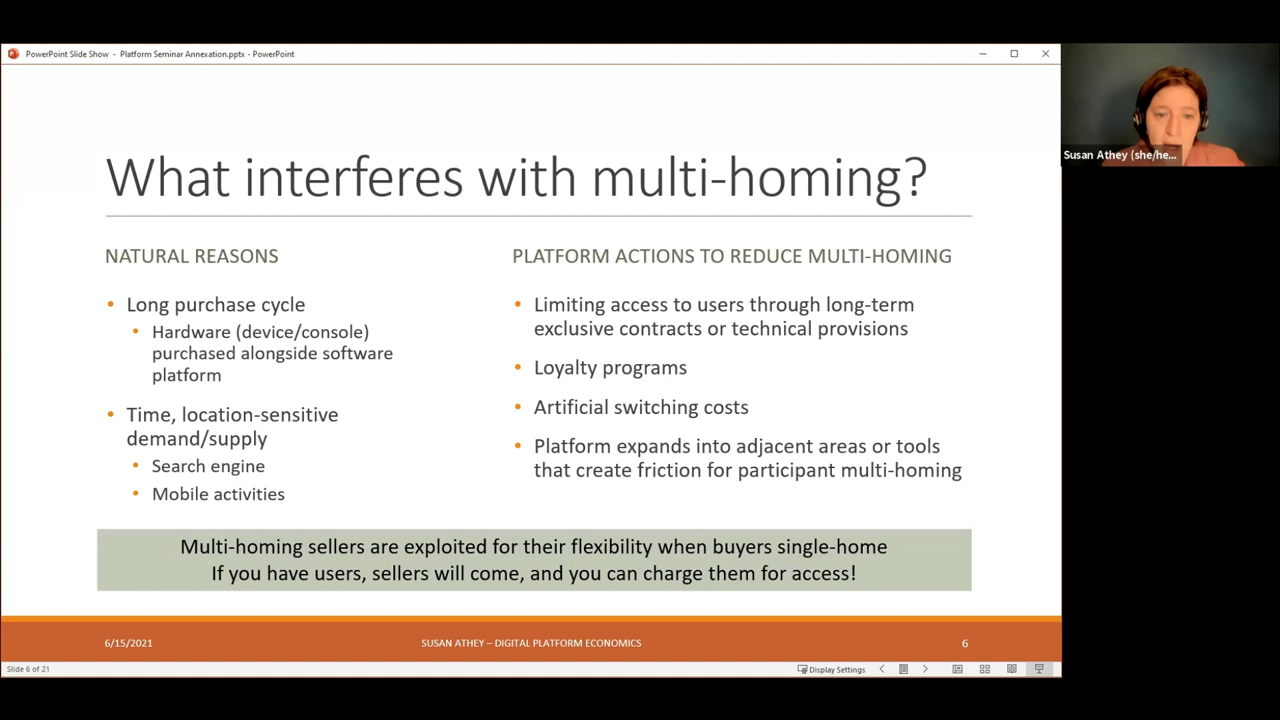 PowerPoint Slide Show - Platform Seminar Annexation.pptx - PowerPoint
Susan Athey (she/he...
What interferes with multi-homing?
NATURAL REASONS
• Long purchase cycle
• Hardware (device/console)
purchased alongside software
platform
• Time, location-sensitive
demand/supply
• Search engine
• Mobile activities
PLATFORM ACTIONS TO REDUCE MULTI-HOMING
• Limiting access to users through long-term
exclusive contracts or technical provisions
• Loyalty programs
• Artificial switching costs
• Platform expands into adjacent areas or tools
that create friction for participant multi-homing
Multi-homing sellers are exploited for their flexibility when buyers single-home
If you have users, sellers will come, and you can charge them for access!
6/15/2021
SUSAN ATHEY – DIGITAL PLATFORM ECONOMICS
6
Slide 6 of 21
Display Settings